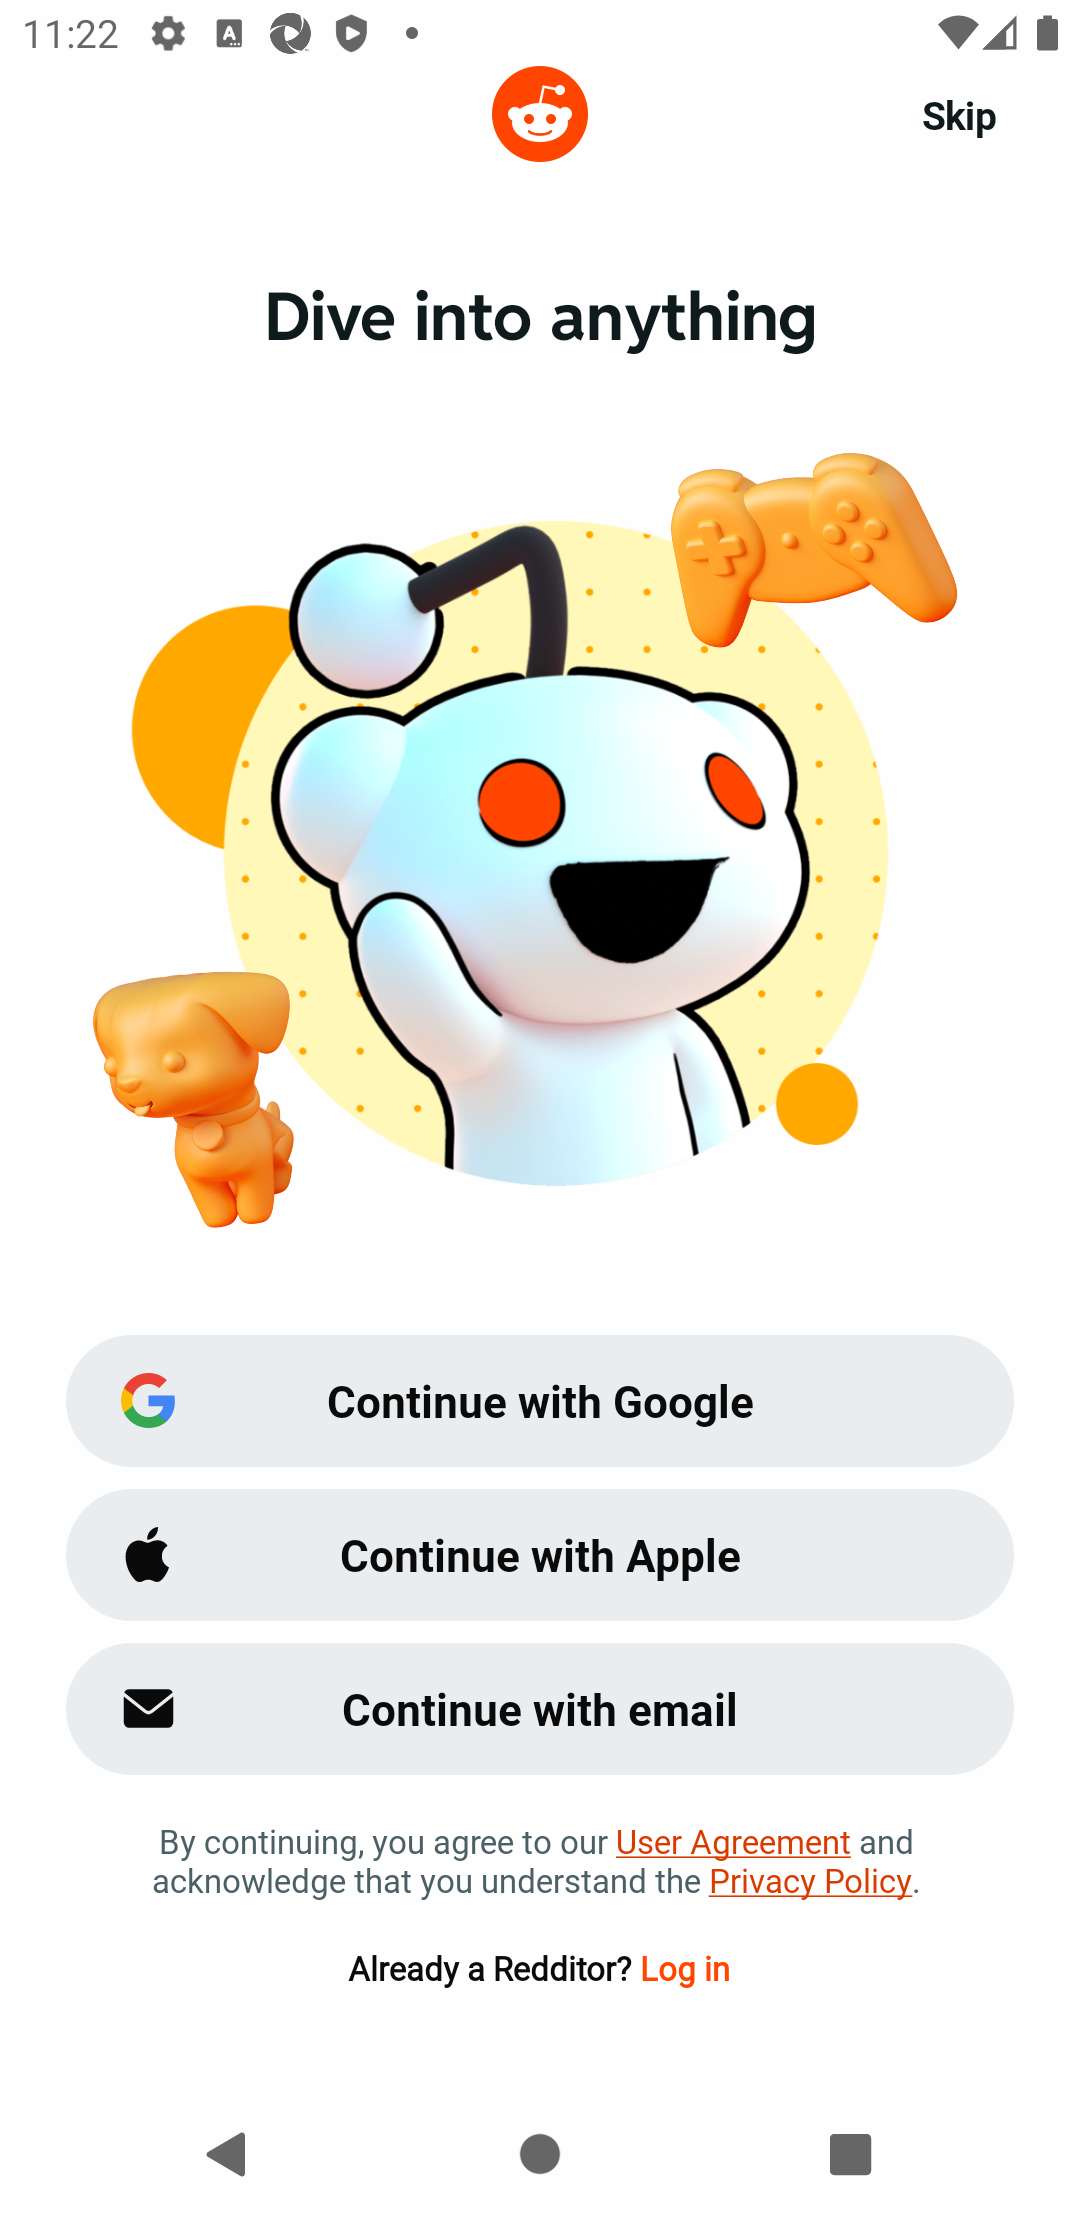 11:22
Skip
Dive into anything
Continue with Google
Continue with Apple
Continue with email
By continuing, you agree to our User Agreement and
acknowledge that you understand the Privacy Policy.
Already a Redditor? Log in